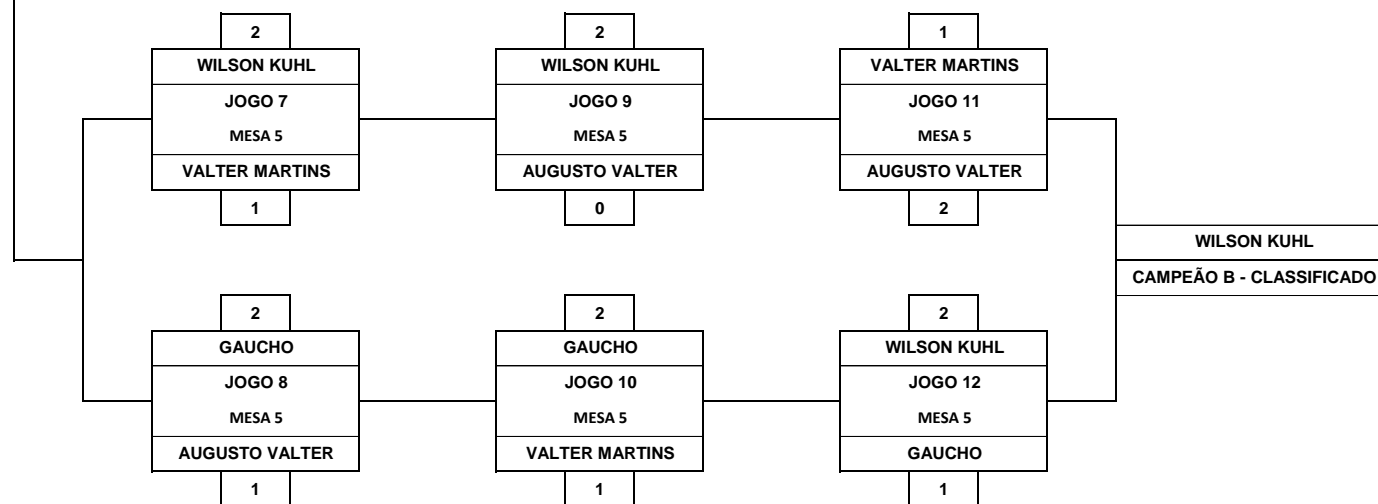 2
WILSON KUHL
JOGO 7
MESA 5
VALTER MARTINS
1
2
WILSON KUHL
JOGO 9
MESA 5
AUGUSTO VALTER
0
1
VALTER MARTINS
JOGO 11
MESA 5
AUGUSTO VALTER
2
WILSON KUHL
CAMPEÃO B - CLASSIFICADO
2
GAUCHO
JOGO 8
MESA 5
AUGUSTO VALTER
1
2
GAUCHO
JOGO 10
MESA 5
VALTER MARTINS
1
2
WILSON KUHL
JOGO 12
MESA 5
GAUCHO
1